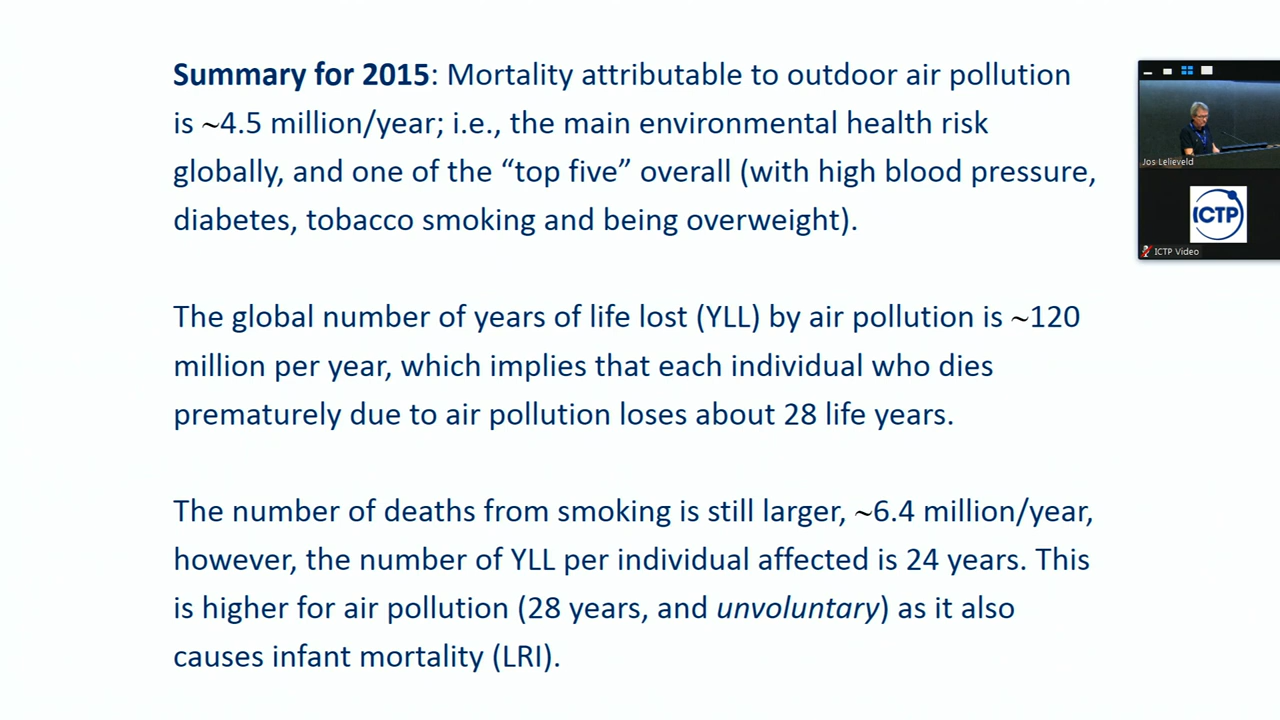 Summary for 2015: Mortality attributable to outdoor air pollution
is ~4.5 million/year; i.e., the main environmental health risk
globally, and one of the “top five” overall (with high blood pressure,
diabetes, tobacco smoking and being overweight).
The global number of years of life lost (YLL) by air pollution is ~120
million per year, which implies that each individual who dies
prematurely due to air pollution loses about 28 life years.
The number of deaths from smoking is still larger, ~6.4 million/year,
however, the number of YLL per individual affected is 24 years. This
is higher for air pollution (28 years, and unvoluntary) as it also
causes infant mortality (LRI).
Jos Lelieveld
ICTP
ICTP Video